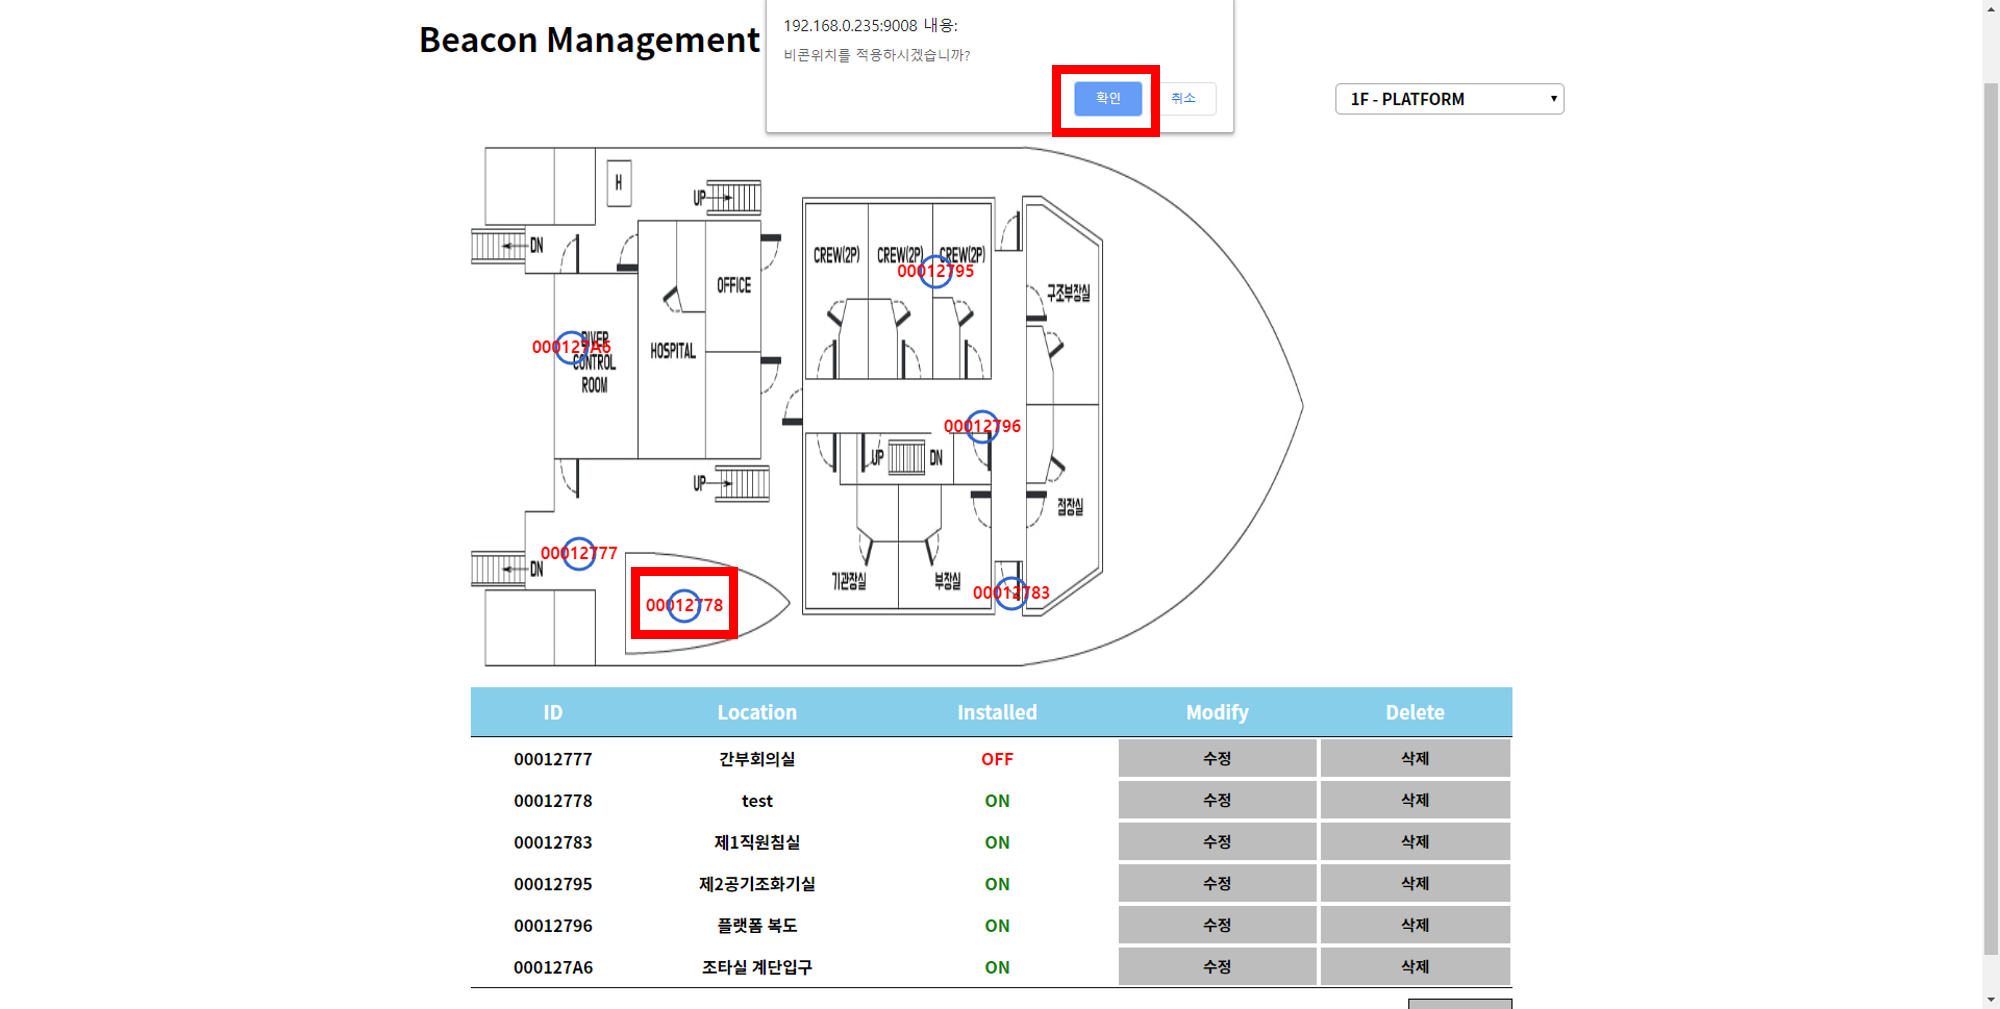 Beacon Management
192.168.0.235:9008 내용:
비콘위치를 적용하시겠습니까?
확인
취소
1F - PLATFORM
H
UP
DN
OFFICE
HOSPITAL
CREW(2P)
CREW(2P)
CREW(2P)
00012795
구조부장실
000127A6
DIVER
CONTROL
ROOM
00012796
UP
DN
UP
점장실
00012777
DN
00012778
기관장실
부장실
00012783
ID Location Installed Modify Delete
00012777 간부회의실 OFF 수정 삭제
00012778 test ON 수정 삭제
00012783 제1직원침실 ON 수정 삭제
00012795 제2공기조화기실 ON 수정 삭제
00012796 플랫폼 복도 ON 수정 삭제
000127A6 조타실 계단입구 ON 수정 삭제